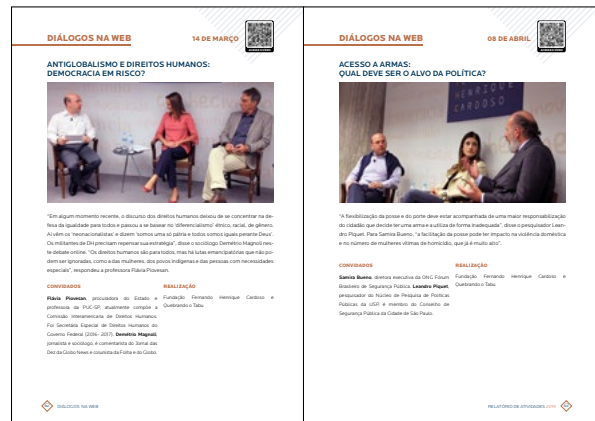 DIÁLOGOS NA WEB
14 DE MARÇO
ANTIGLOBALISMO E DIREITOS HUMANOS:
DEMOCRACIA EM RISCO?
"Em algum momento recente, o discurso dos direitos humanos deixou de se concentrar na de-
fesa da igualdade para todos e passou a se basear no 'diferencialismo' étnico, racial, de gênero.
Aí vêm os 'neonacionalistas' e dizem 'somos uma só pátria e todos somos iguais perante Deus'.
Os militantes de DH precisam repensar sua estratégia", disse o sociólogo Demétrio Magnoli nes-
te debate online. "Os direitos humanos são para todos, mas há lutas emancipatórias que não po-
dem ser ignoradas, como a das mulheres, dos povos indígenas e das pessoas com necessidades
especiais", respondeu a professora Flávia Piovesan.
CONVIDADOS
Flávia Piovesan, procuradora do Estado e
professora da PUC-SP, atualmente compõe a
Comissão Interamericana de Direitos Humanos.
Foi Secretária Especial de Direitos Humanos do
Governo Federal (2016 - 2017). Demétrio Magnoli,
jornalista e sociólogo, é comentarista do Jornal das
Dez da Globo News e colunista da Folha e do Globo.
REALIZAÇÃO
Fundação Fernando Henrique Cardoso e
Quebrando o Tabu.
DIÁLOGOS NA WEB
DIÁLOGOS NA WEB
08 DE ABRIL
ACESSO A ARMAS:
QUAL DEVE SER O ALVO DA POLÍTICA?
HENRIQUE
CARDOSO
"A flexibilização da posse e do porte deve estar acompanhada de uma maior responsabilização
do cidadão que decide ter uma arma e a utiliza de forma inadequada", disse o pesquisador Lean-
dro Piquet. Para Samira Bueno, "a facilitação da posse pode ter impacto na violência doméstica
e no número de mulheres vítimas de homicídio, que já é muito alto".
CONVIDADOS
Samira Bueno, diretora executiva da ONG Fórum
Brasileiro de Segurança Pública. Leandro Piquet,
pesquisador do Núcleo de Pesquisa de Políticas
Públicas da USP, é membro do Conselho de
Segurança Pública da Cidade de São Paulo.
REALIZAÇÃO
Fundação Fernando Henrique Cardoso e
Quebrando o Tabu.
RELATÓRIO DE ATIVIDADES 2019